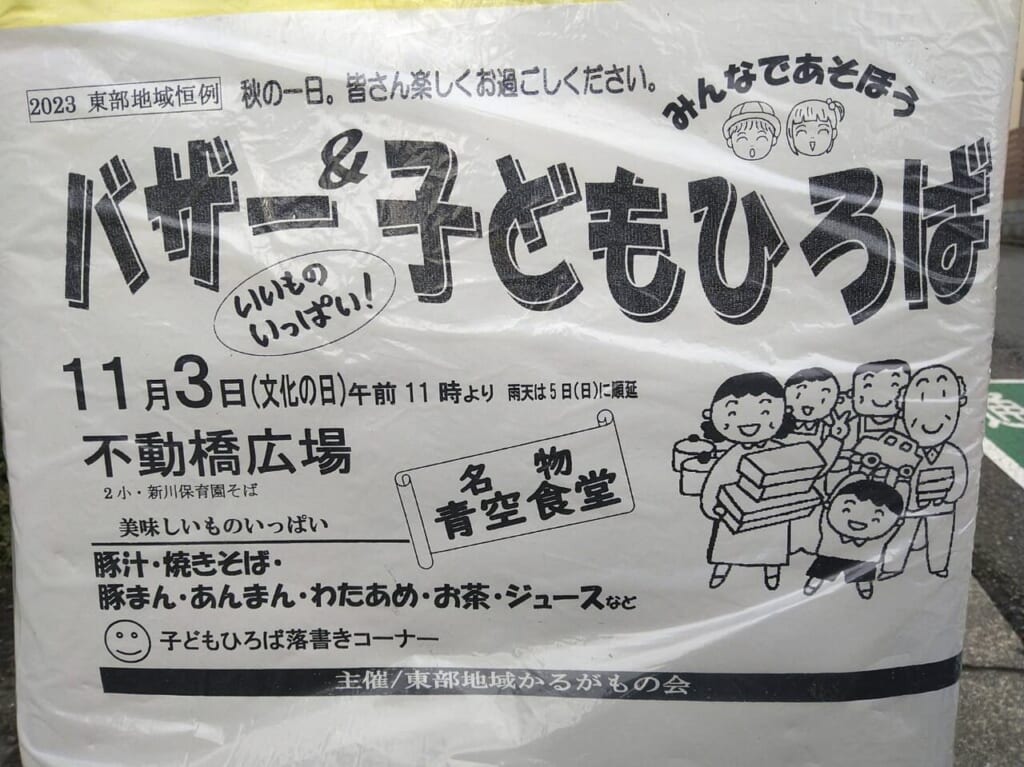 2023 東部地域恒例
秋の一日。皆さん楽しくお過ごしください。
みんなであそぼう
バザー&子どもひろば
いいもの
いっぱい!
11月3日(文化の日)午前11時より 雨天は5日(日)に順延
不動橋広場
2小・新川保育園そば
名物
青空食堂
美味しいものいっぱい
豚汁・焼きそば・
豚まん・あんまん・わたあめ・お茶・ジュースなど
子どもひろば落書きコーナー
主催/東部地域かるがもの会